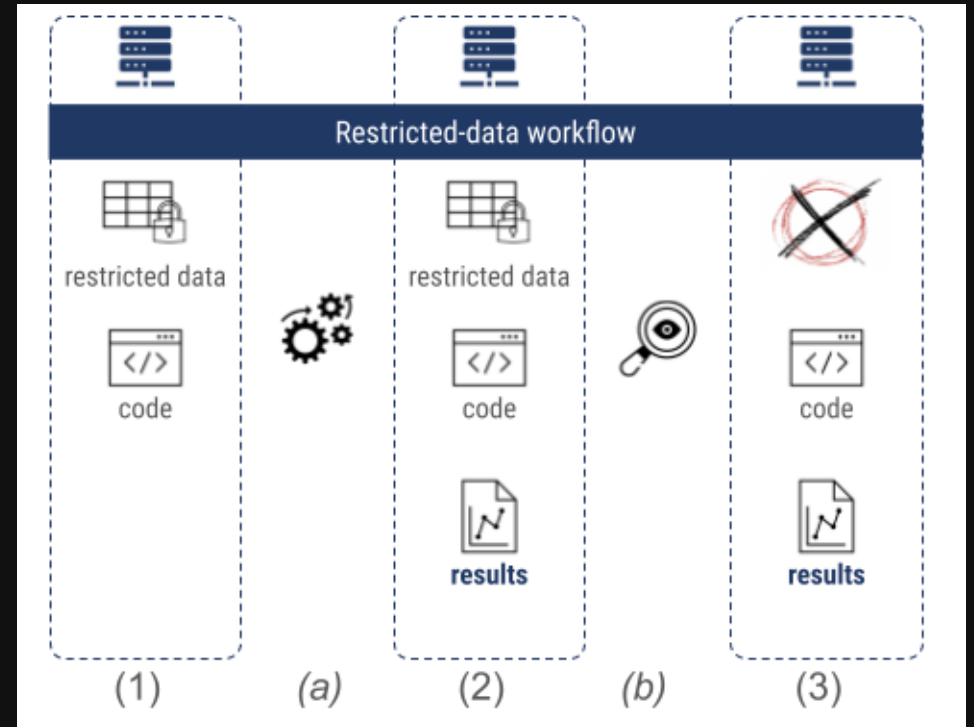 Restricted-data workflow
restricted data
restricted data
</>
</>
</>
code
code
code
results
results
(1) (a) (2) (b) (3)